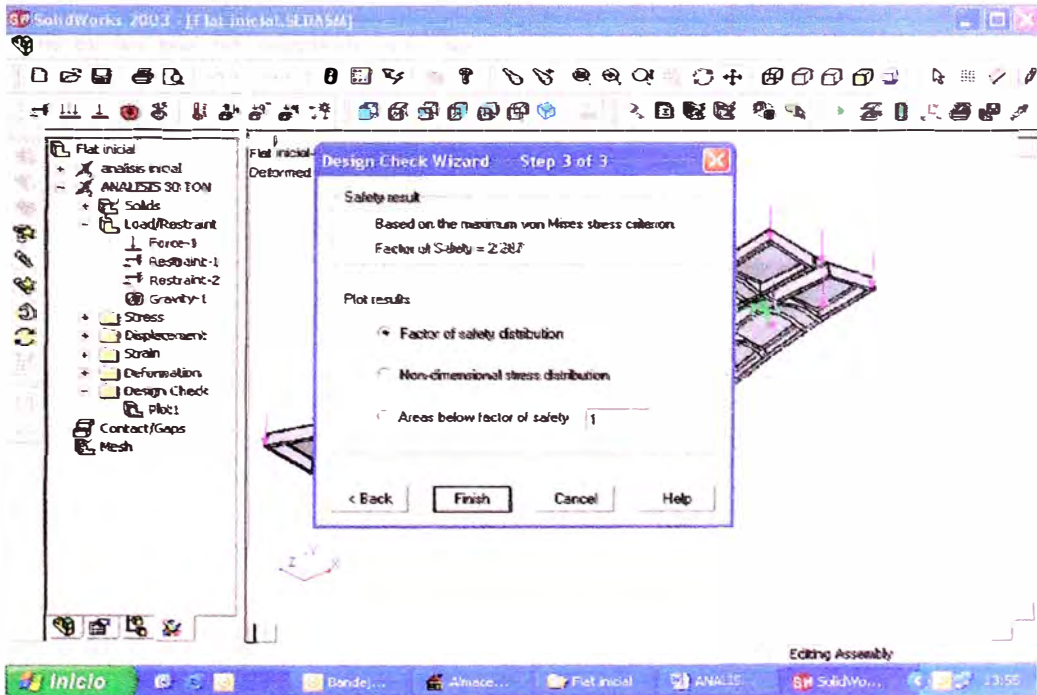 SolidWorks 2003 - [Flat inicial.SLDASM]
Flat inicial
analisis inicial
ANALISIS 30 TON
Solids
Load/Restraint
Force-1
Restraint-1
Restraint-2
Gravity-1
Stress
Displacement
Strain
Deformation
Design Check
Plot1
Contact/Gaps
Mesh
Flat inicial-
Deformed
Design Check Wizard Step 3 of 3
Safety result
Based on the maximum von Mises stress criterion
Factor of Safety =
Plot results
Factor of safety distribution
Non-dimensional stress distribution
Areas below factor of safety 1
< Back Finish Cancel Help
Z Y X
Editing Assembly
Inicio Bandej... Almace... Flat inicial ANALIS... SolidWo... 13:56